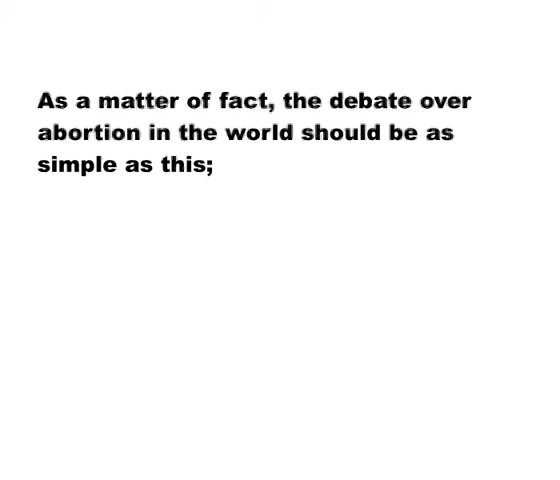 As a matter of fact, the debate over
abortion in the world should be as
simple as this;